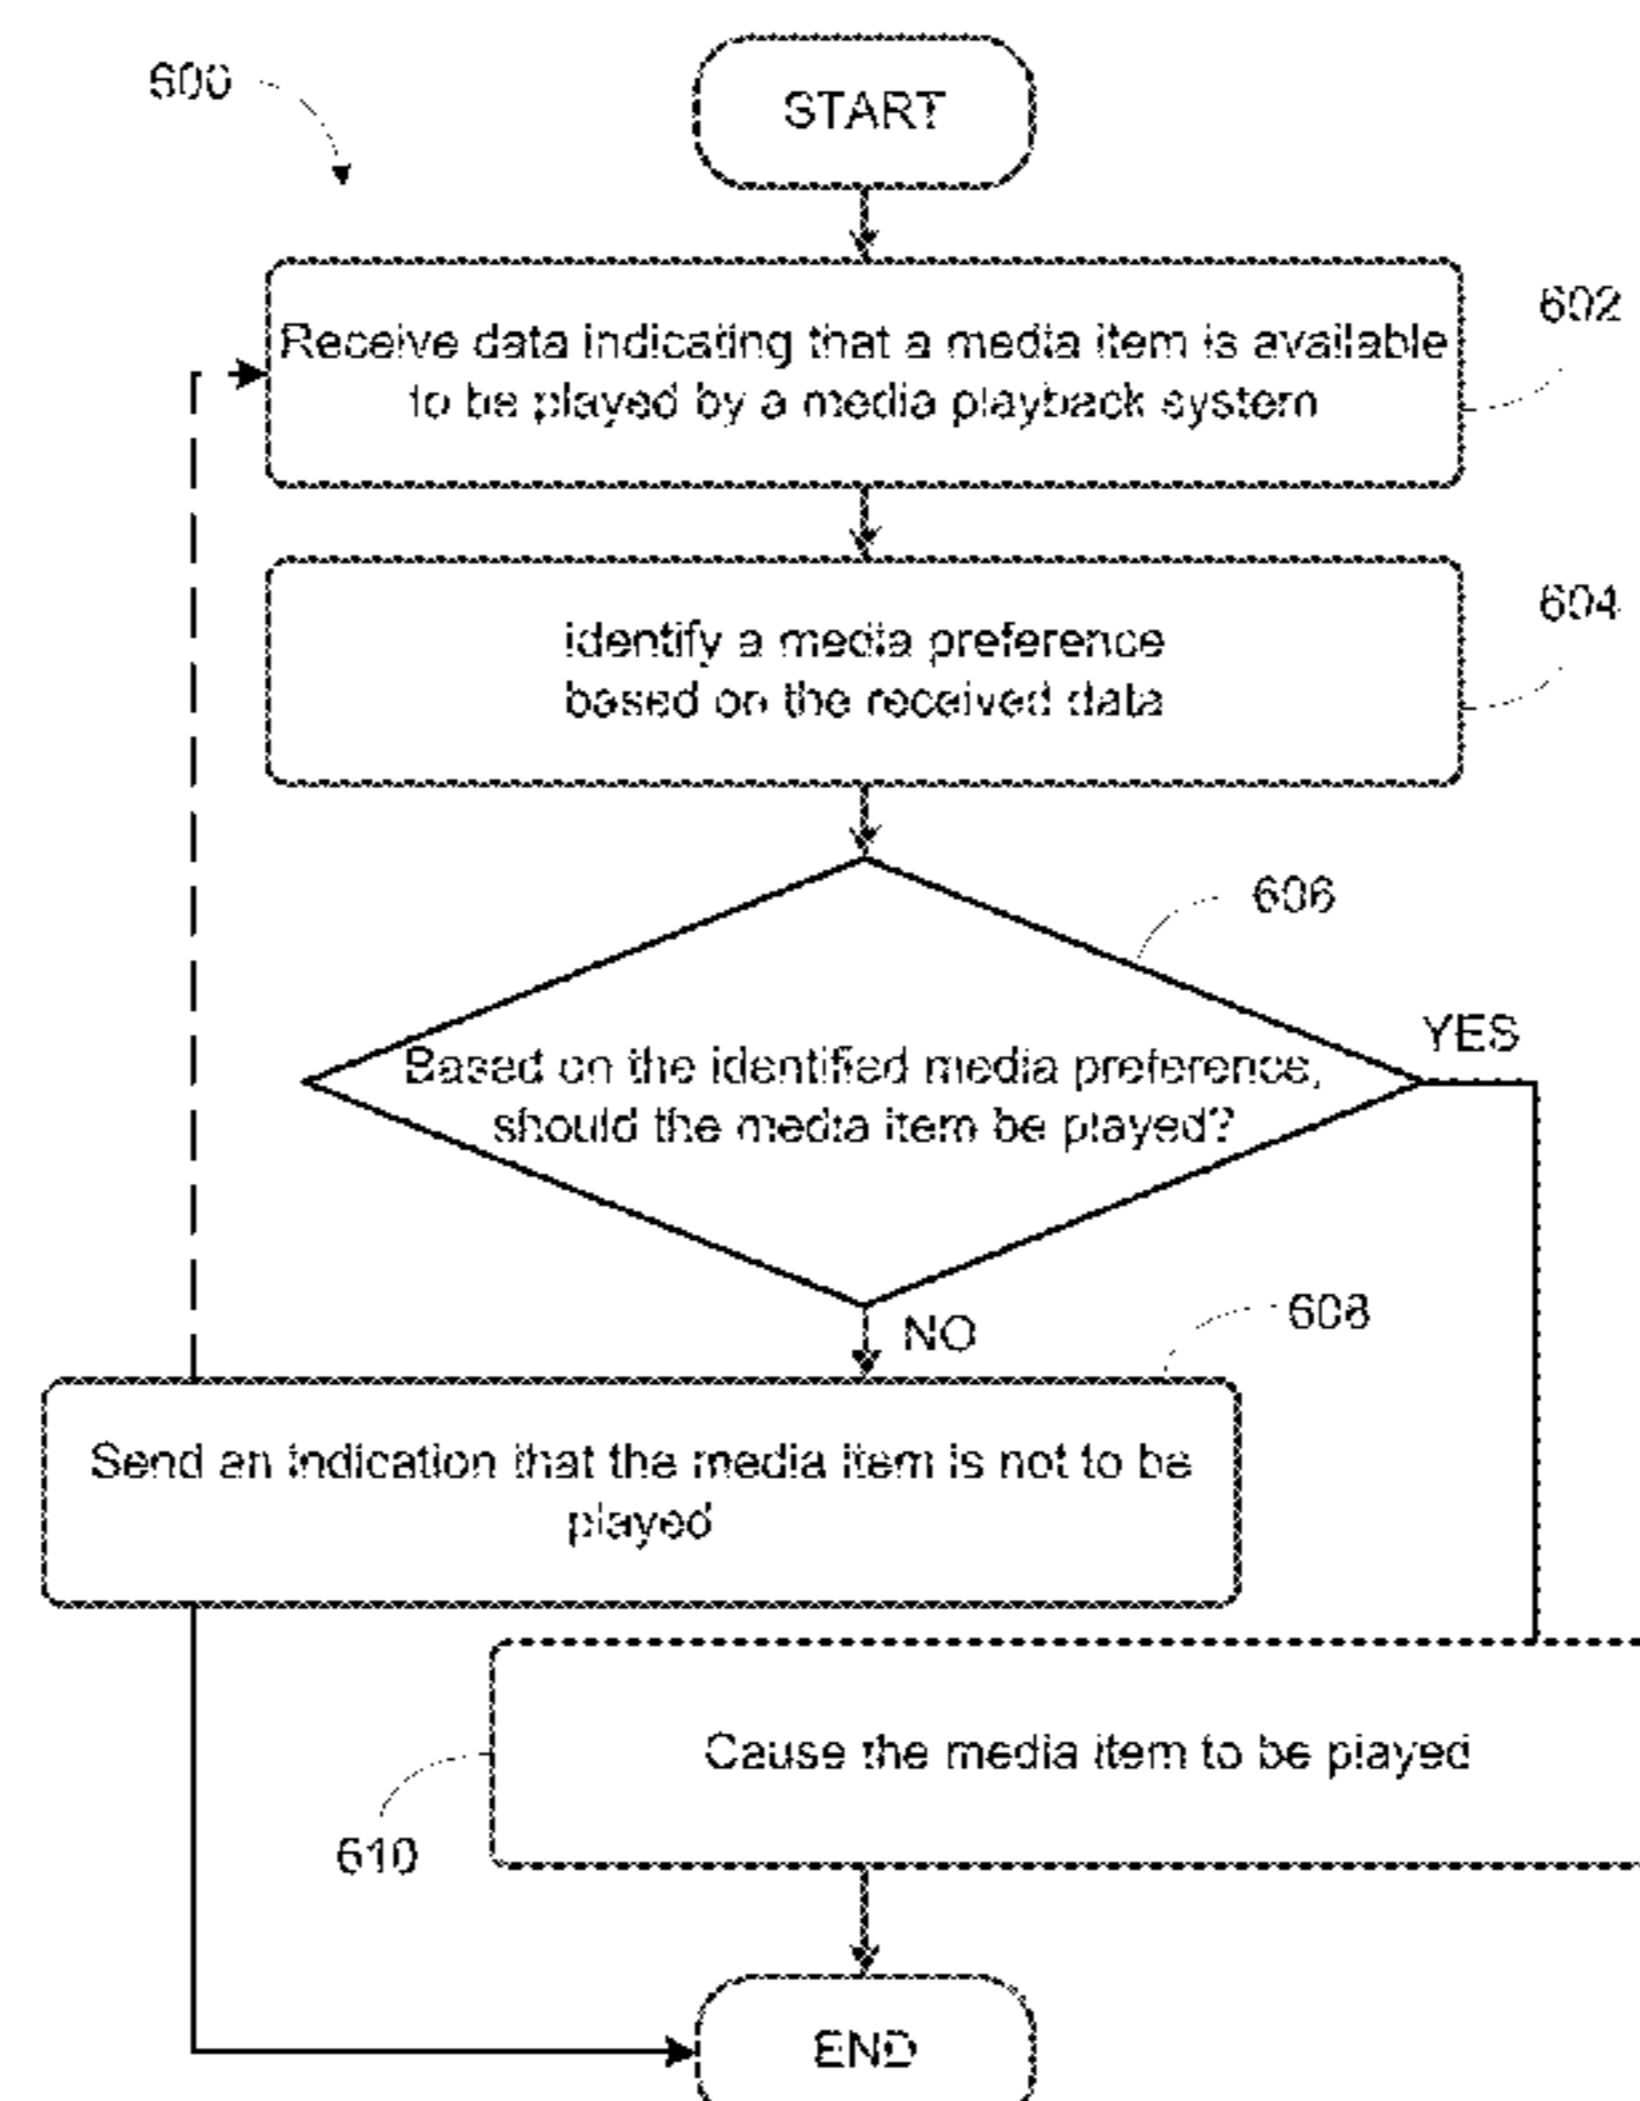 600
START
Receive data indicating that a media item is available
to be played by a media playback system
602
identify a media preference
based on the received data
604
606
Based on the identified media preference,
should the media item be played?
YES
NO
608
Send an indication that the media item is not to be
played
Cause the media item to be played
610
END